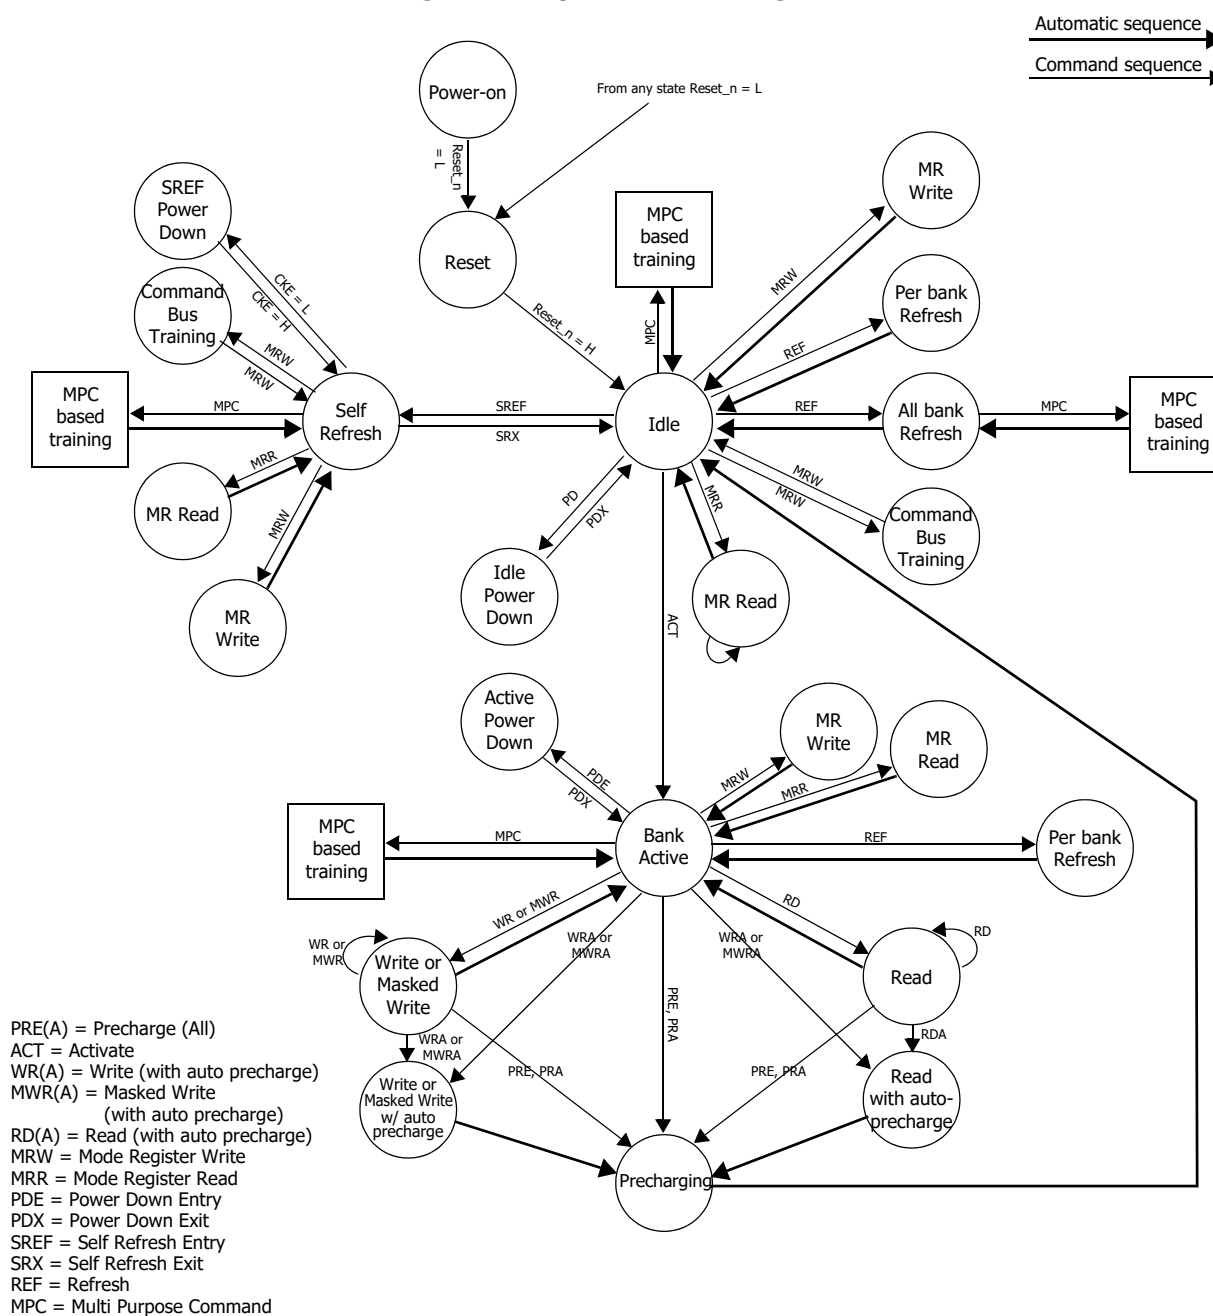 Automatic sequence
Command sequence
Power-on
From any state Reset_n = L
Reset_n
= L
MR
Write
SREF
Power
Down
MPC
based
training
Reset
MRW
CKE = L
CKE = H
Command
Bus
Training
Reset_n = H
MPC
Per bank
Refresh
REF
MRW
MRW
MPC
based
training
MPC
Self
Refresh
SREF
SRX
Idle
REF
All bank
Refresh
MPC
MPC
based
training
MRR
MR Read
MRW
PD
PDX
MRR
MRW
MRW
Command
Bus
Training
MR
Write
Idle
Power
Down
MR Read
ACT
Active
Power
Down
MR
Write
MR
Read
PDE
PDX
MRW
MRR
MPC
based
training
MPC
Bank
Active
REF
Per bank
Refresh
WR or MWR
RD
WR or
MWR
WRA or
MWRA
WRA or
MWRA
RD
Write or
Masked
Write
Read
PRE, PRA
WRA or
MWRA
RDA
PRE, PRA
PRE, PRA
Write or
Masked Write
w/ auto
precharge
Read
with auto-
precharge
Precharging
PRE(A) = Precharge (All)
ACT = Activate
WR(A) = Write (with auto precharge)
MWR(A) = Masked Write
(with auto precharge)
RD(A) = Read (with auto precharge)
MRW = Mode Register Write
MRR = Mode Register Read
PDE = Power Down Entry
PDX = Power Down Exit
SREF = Self Refresh Entry
SRX = Self Refresh Exit
REF = Refresh
MPC = Multi Purpose Command